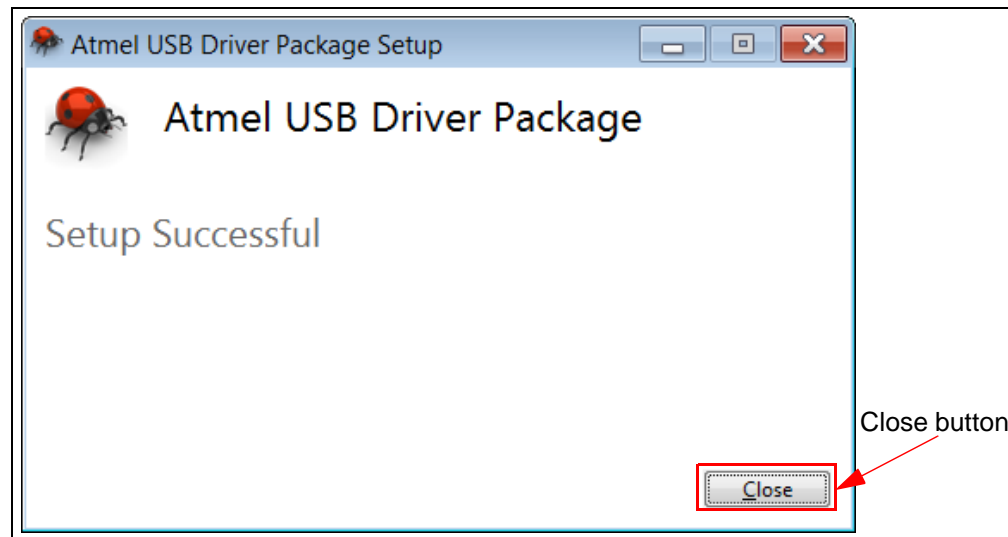 Atmel USB Driver Package Setup
Atmel USB Driver Package
Setup Successful
Close button
Close